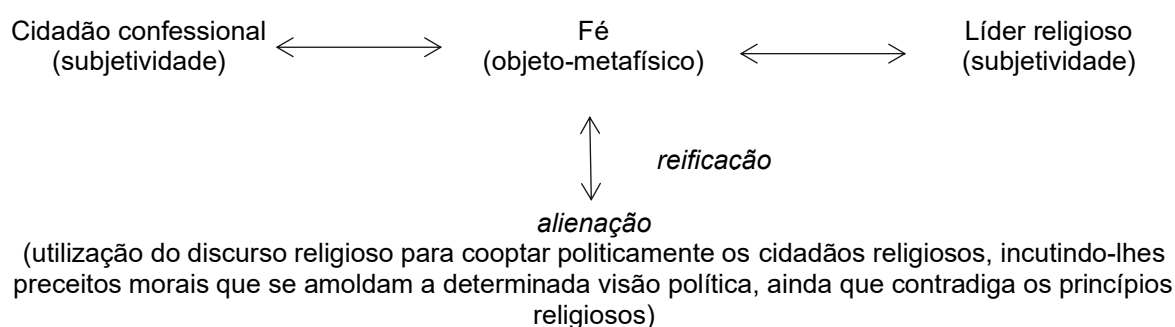 Cidadão confessional
(subjetividade)
Fé
(objeto-metafísico)
Líder religioso
(subjetividade)
reificação
alienação
(utilização do discurso religioso para cooptar politicamente os cidadãos religiosos, incutindo-lhes
preceitos morais que se amoldam a determinada visão política, ainda que contradiga os princípios
religiosos)